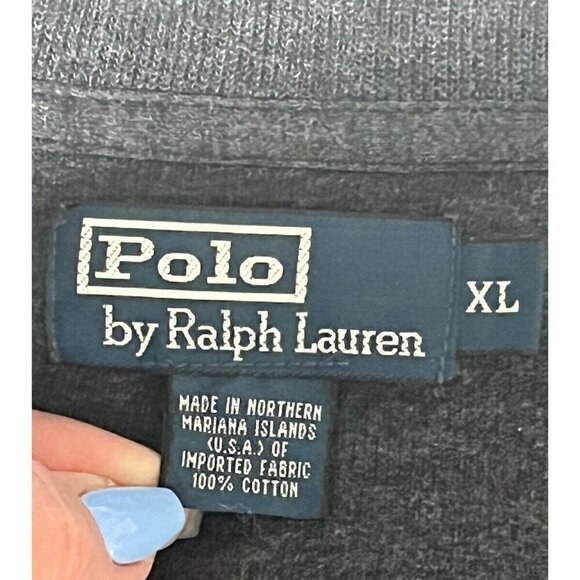 Polo
by Ralph Lauren
XL
MADE IN NORTHERN
MARIANA ISLANDS
(U.S.A.) OF
IMPORTED FABRIC
100% COTTON